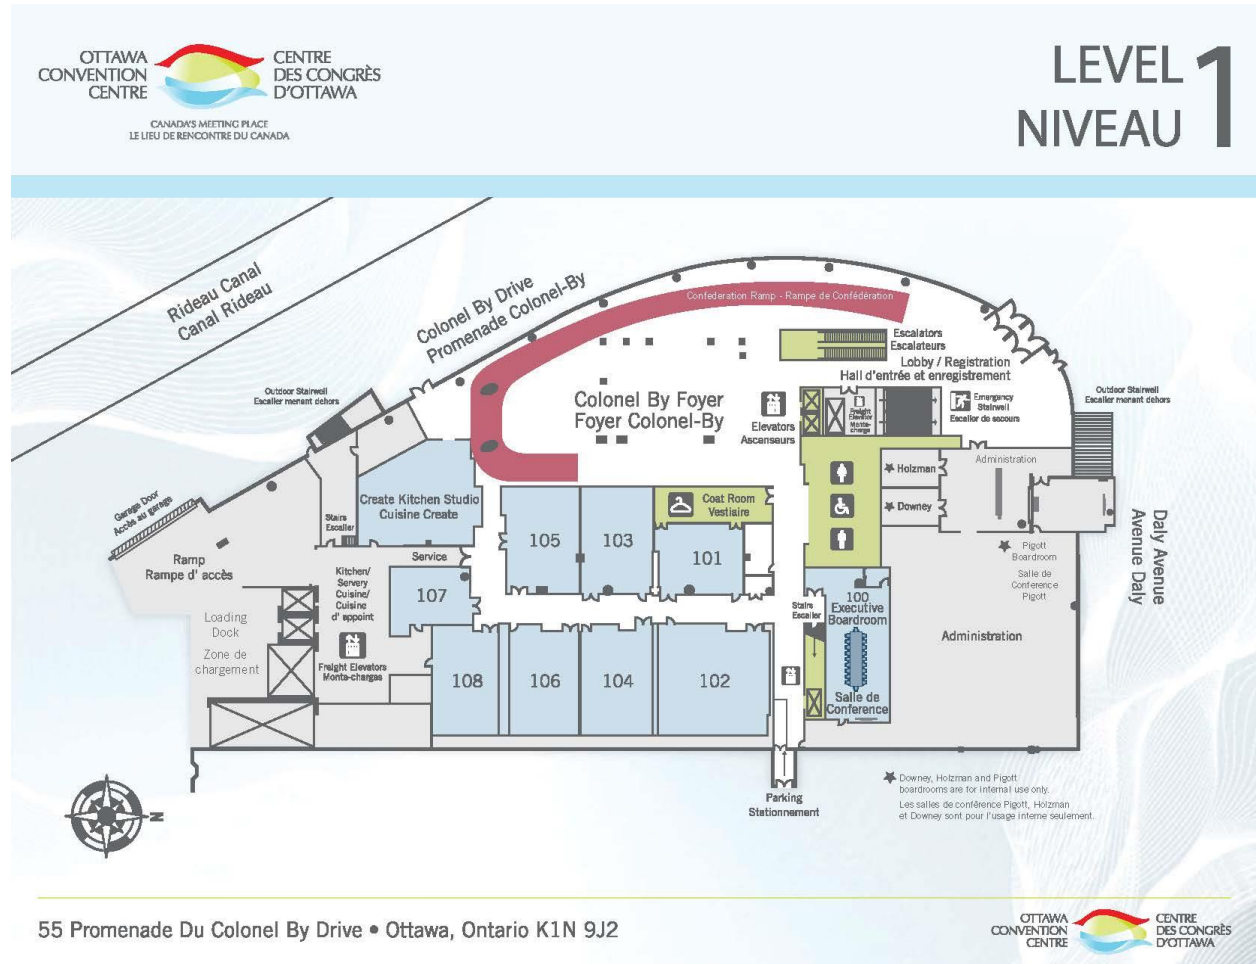 OTTAWA
CONVENTION
CENTRE
CENTRE
DES CONGRÈS
D'OTTAWA
CANADA'S MEETING PLACE
LE LIEU DE RENCONTRE DU CANADA
LEVEL
NIVEAU
1
Rideau Canal
Canal Rideau
Colonel By Drive
Promenade Colonel-By
Confederation Ramp - Rampe de Confédération
Escalators
Escalateurs
Lobby / Registration
Hall d'entrée et enregistrement
Outdoor Stairwell
Escalier menant dehors
Colonel By Foyer
Foyer Colonel-By
Elevators
Ascenseurs
Freight
Elevator
Monte-
charge
Emergency
Stairwell
Escalier de secours
Outdoor Stairwell
Escalier menant dehors
Administration
Holzman
Downey
Garage Door
Accès au garage
Create Kitchen Studio
Cuisine Create
Stairs
Escalier
Coat Room
Vestiaire
105
103
101
Pigott
Boardroom
Salle de
Conference
Pigott
Daly Avenue
Avenue Daly
Ramp
Rampe d' accès
Service
Kitchen/
Servery
Cuisine/
Cuisine
d' appoint
107
Loading
Dock
Zone de
chargement
Freight Elevators
Monte-charges
Stairs
Escalier
100
Executive
Boardroom
Salle de
Conference
Administration
108
106
104
102
Parking
Stationnement
Downey, Holzman and Pigott
boardrooms are for internal use only.
Les salles de conférence Pigott, Holzman
et Downey sont pour l'usage interne seulement.
N
55 Promenade Du Colonel By Drive • Ottawa, Ontario K1N 9J2
OTTAWA
CONVENTION
CENTRE
CENTRE
DES CONGRÈS
D'OTTAWA